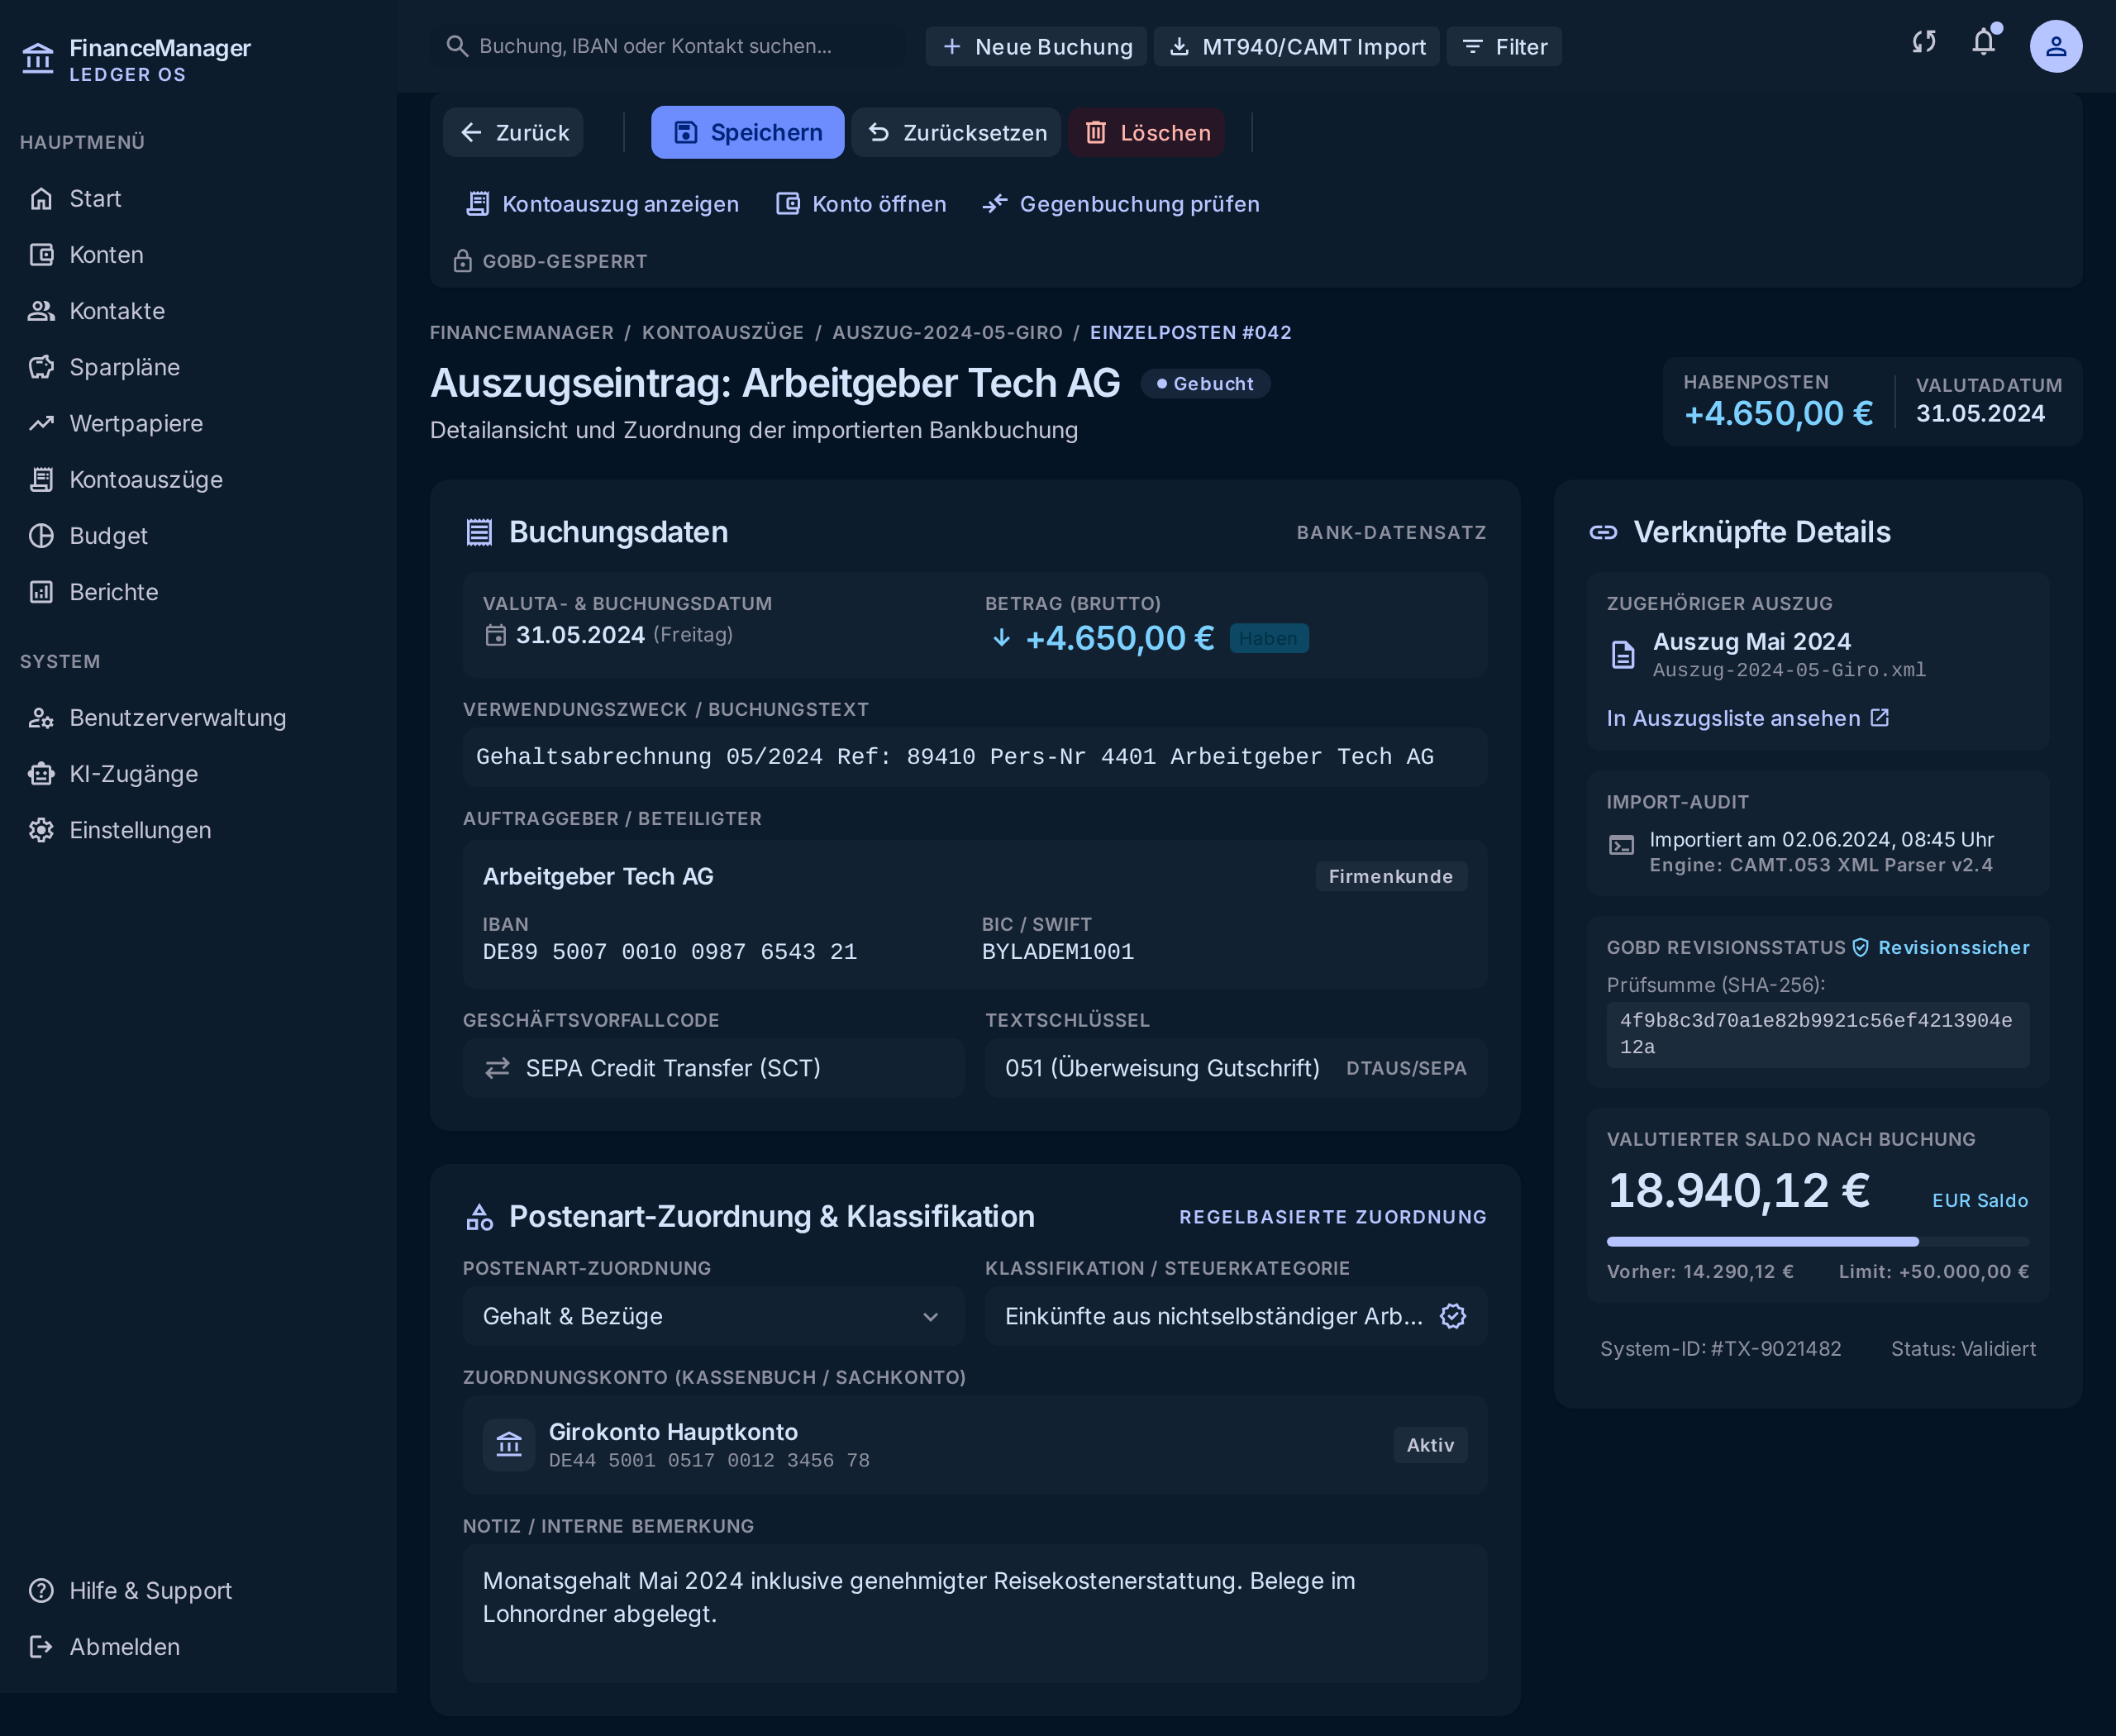 FinanceManager
LEDGER OS
HAUPTMENÜ
Start
Konten
Kontakte
Sparpläne
Wertpapiere
Kontoauszüge
Budget
Berichte
SYSTEM
Benutzerverwaltung
KI-Zugänge
Einstellungen
Hilfe & Support
Abmelden
Buchung, IBAN oder Kontakt suchen...
Neue Buchung
MT940/CAMT Import
Filter
Zurück
Speichern
Zurücksetzen
Löschen
Kontoauszug anzeigen
Konto öffnen
Gegenbuchung prüfen
GOBD-GESPERRT
FINANCEMANAGER / KONTOAUSZÜGE / AUSZUG-2024-05-GIRO / EINZELPOSTEN #042
Auszugseintrag: Arbeitgeber Tech AG
Gebucht
Detailansicht und Zuordnung der importierten Bankbuchung
HABENPOSTEN
+4.650,00 €
VALUTADATUM
31.05.2024
Buchungsdaten
BANK-DATENSATZ
VALUTA- & BUCHUNGSDATUM
31.05.2024 (Freitag)
BETRAG (BRUTTO)
+4.650,00 €
Haben
VERWENDUNGSZWECK / BUCHUNGSTEXT
Gehaltsabrechnung 05/2024 Ref: 89410 Pers-Nr 4401 Arbeitgeber Tech AG
AUFTRAGGEBER / BETEILIGTER
Arbeitgeber Tech AG
Firmenkunde
IBAN
DE89 5007 0010 0987 6543 21
BIC / SWIFT
BYLADEM1001
GESCHÄFTSVORFALLCODE
SEPA Credit Transfer (SCT)
TEXTSCHLÜSSEL
051 (Überweisung Gutschrift)
DTAUS/SEPA
Postenart-Zuordnung & Klassifikation
REGELBASIERTE ZUORDNUNG
POSTENART-ZUORDNUNG
Gehalt & Bezüge
KLASSIFIKATION / STEUERKATEGORIE
Einkünfte aus nichtselbständiger Arb...
ZUORDNUNGSKONTO (KASSENBUCH / SACHKONTO)
Girokonto Hauptkonto
DE44 5001 0517 0012 3456 78
Aktiv
NOTIZ / INTERNE BEMERKUNG
Monatsgehalt Mai 2024 inklusive genehmigter Reisekostenerstattung. Belege im
Lohnordner abgelegt.
Verknüpfte Details
ZUGEHÖRIGER AUSZUG
Auszug Mai 2024
Auszug-2024-05-Giro.xml
In Auszugsliste ansehen
IMPORT-AUDIT
Importiert am 02.06.2024, 08:45 Uhr
Engine: CAMT.053 XML Parser v2.4
GOBD REVISIONSSTATUS
Revisionssicher
Prüfsumme (SHA-256):
4f9b8c3d70a1e82b9921c56ef4213904e
12a
VALUTIERTER SALDO NACH BUCHUNG
18.940,12 €
EUR Saldo
Vorher: 14.290,12 €
Limit: +50.000,00 €
System-ID: #TX-9021482
Status: Validiert